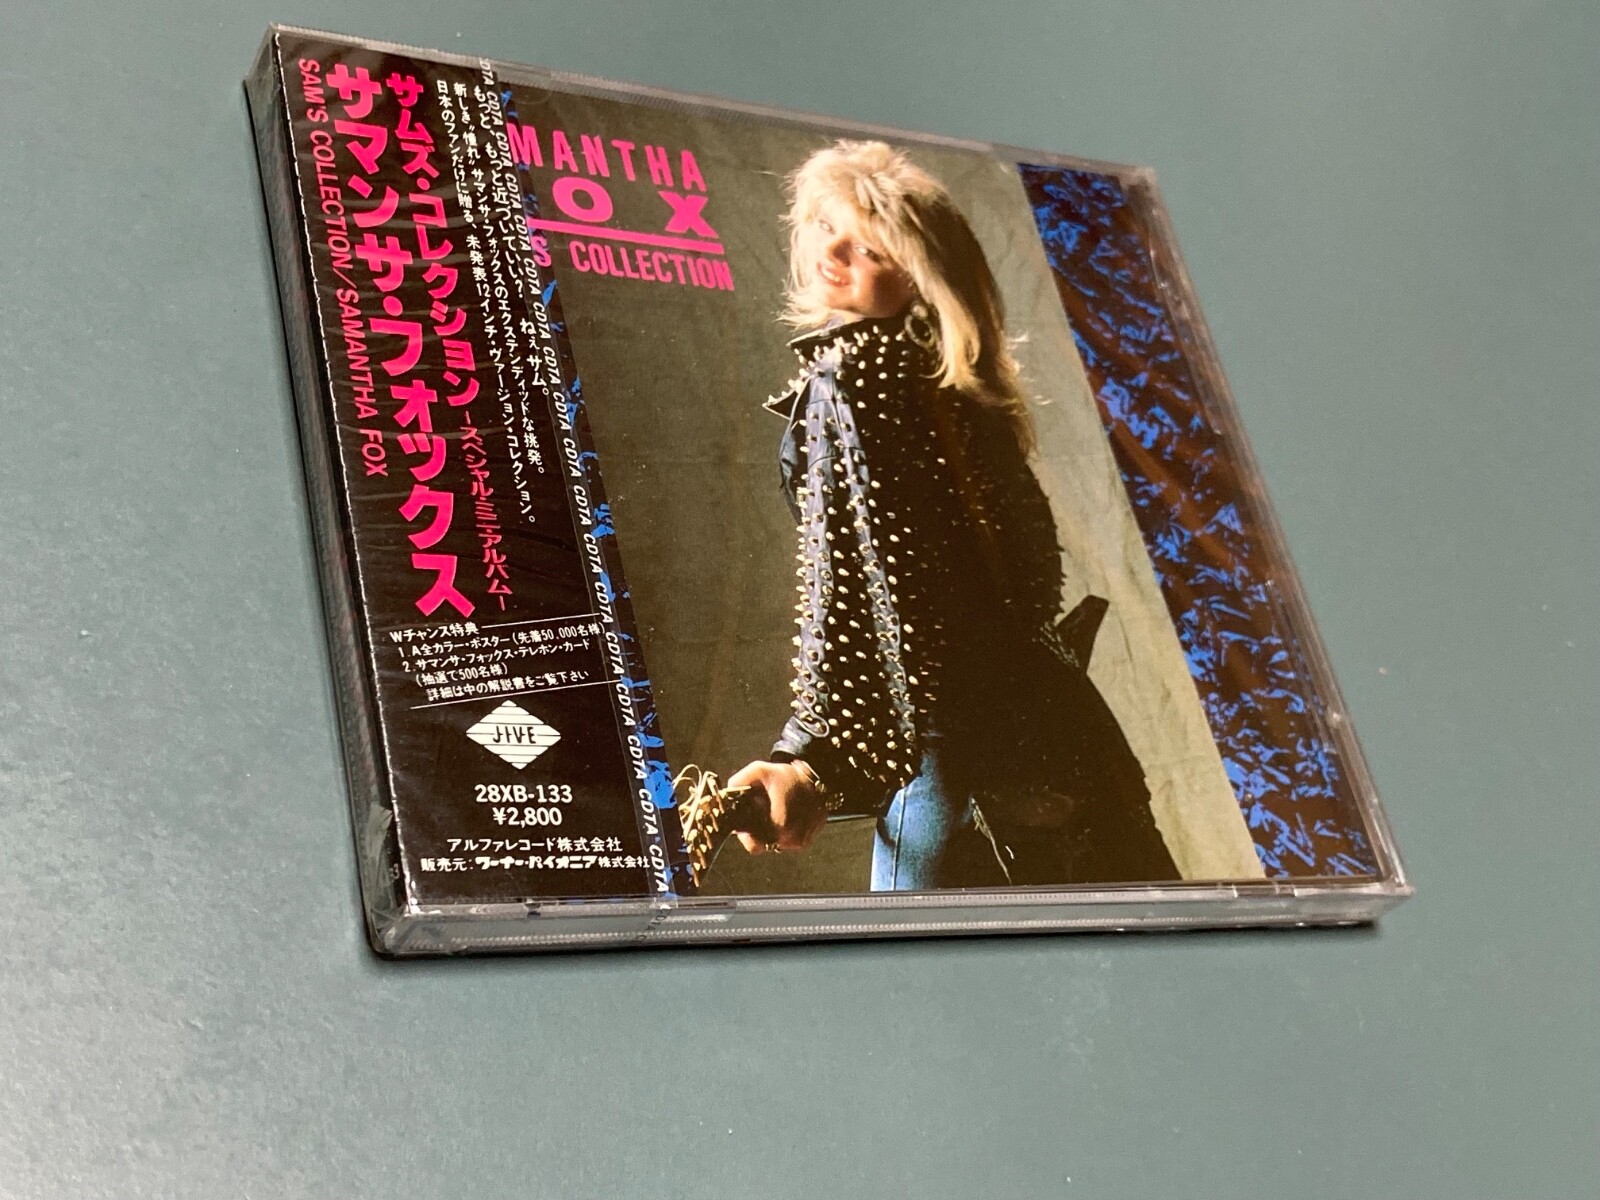 サムズ・コレクション
-スペシャル・ミニ・アルバム-
サマンサ・フォックス
SAM'S COLLECTION/SAMANTHA FOX
もっと、もっと近づいていい? ねぇ サム。
新しき“憧れ”サマンサ・フォックスのエクステンディッドな挑発。
日本のファンだけに贈る、未発表12インチ・ヴァージョン・コレクション。
Wチャンス特典
1. A全カラー・ポスター(先着50,000名様)
2. サマンサ・フォックス・テレホン・カード
(抽選で500名様)
詳細は中の解説書をご覧下さい
JIVE
28XB-133
¥2,800
アルファレコード株式会社
販売元:ワーナー・パイオニア株式会社
CDTA CDTA CDTA CDTA CDTA CDTA CDTA CDTA CDTA CDTA CDTA CDTA CDTA CDTA CDTA
MANTHA
OX
S COLLECTION